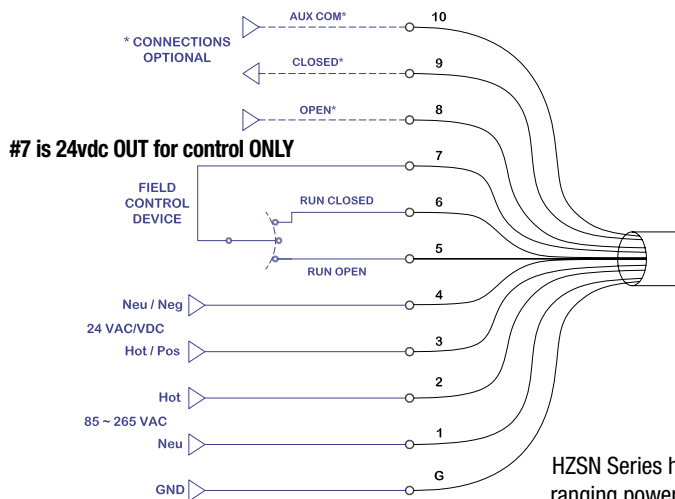 AUX COM*
10
* CONNECTIONS
OPTIONAL
CLOSED*
9
OPEN*
8
#7 is 24vdc OUT for control ONLY
7
FIELD
CONTROL
DEVICE
RUN CLOSED
6
RUN OPEN
5
Neu / Neg
4
24 VAC/VDC
Hot / Pos
3
Hot
2
85 ~ 265 VAC
Neu
1
GND
G
HZSN Series h
ranging power